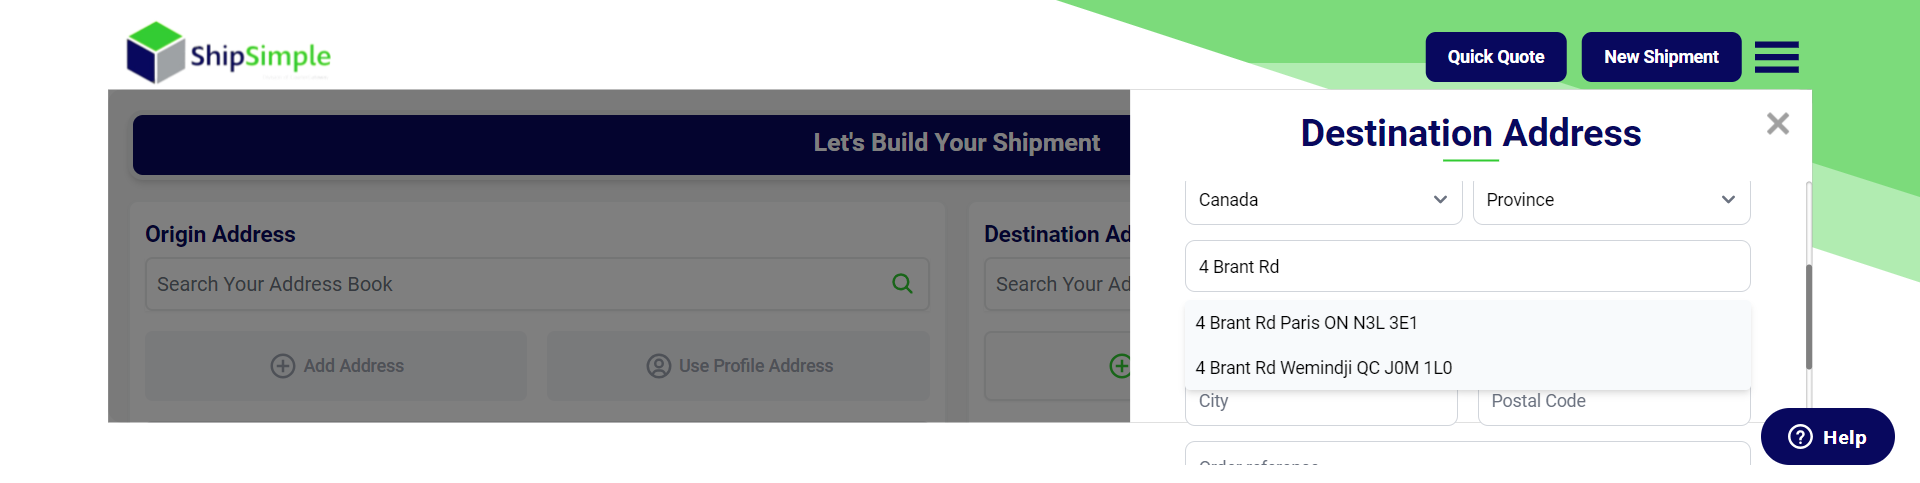 ShipSimple
Quick Quote
New Shipment
Let's Build Your Shipment
Origin Address
Search Your Address Book
Add Address
Use Profile Address
Destination Ad
Search Your Ad
Destination Address
Canada
Province
4 Brant Rd
4 Brant Rd Paris ON N3L 3E1
4 Brant Rd Wemindji QC J0M 1L0
City
Postal Code
Order reference
Help